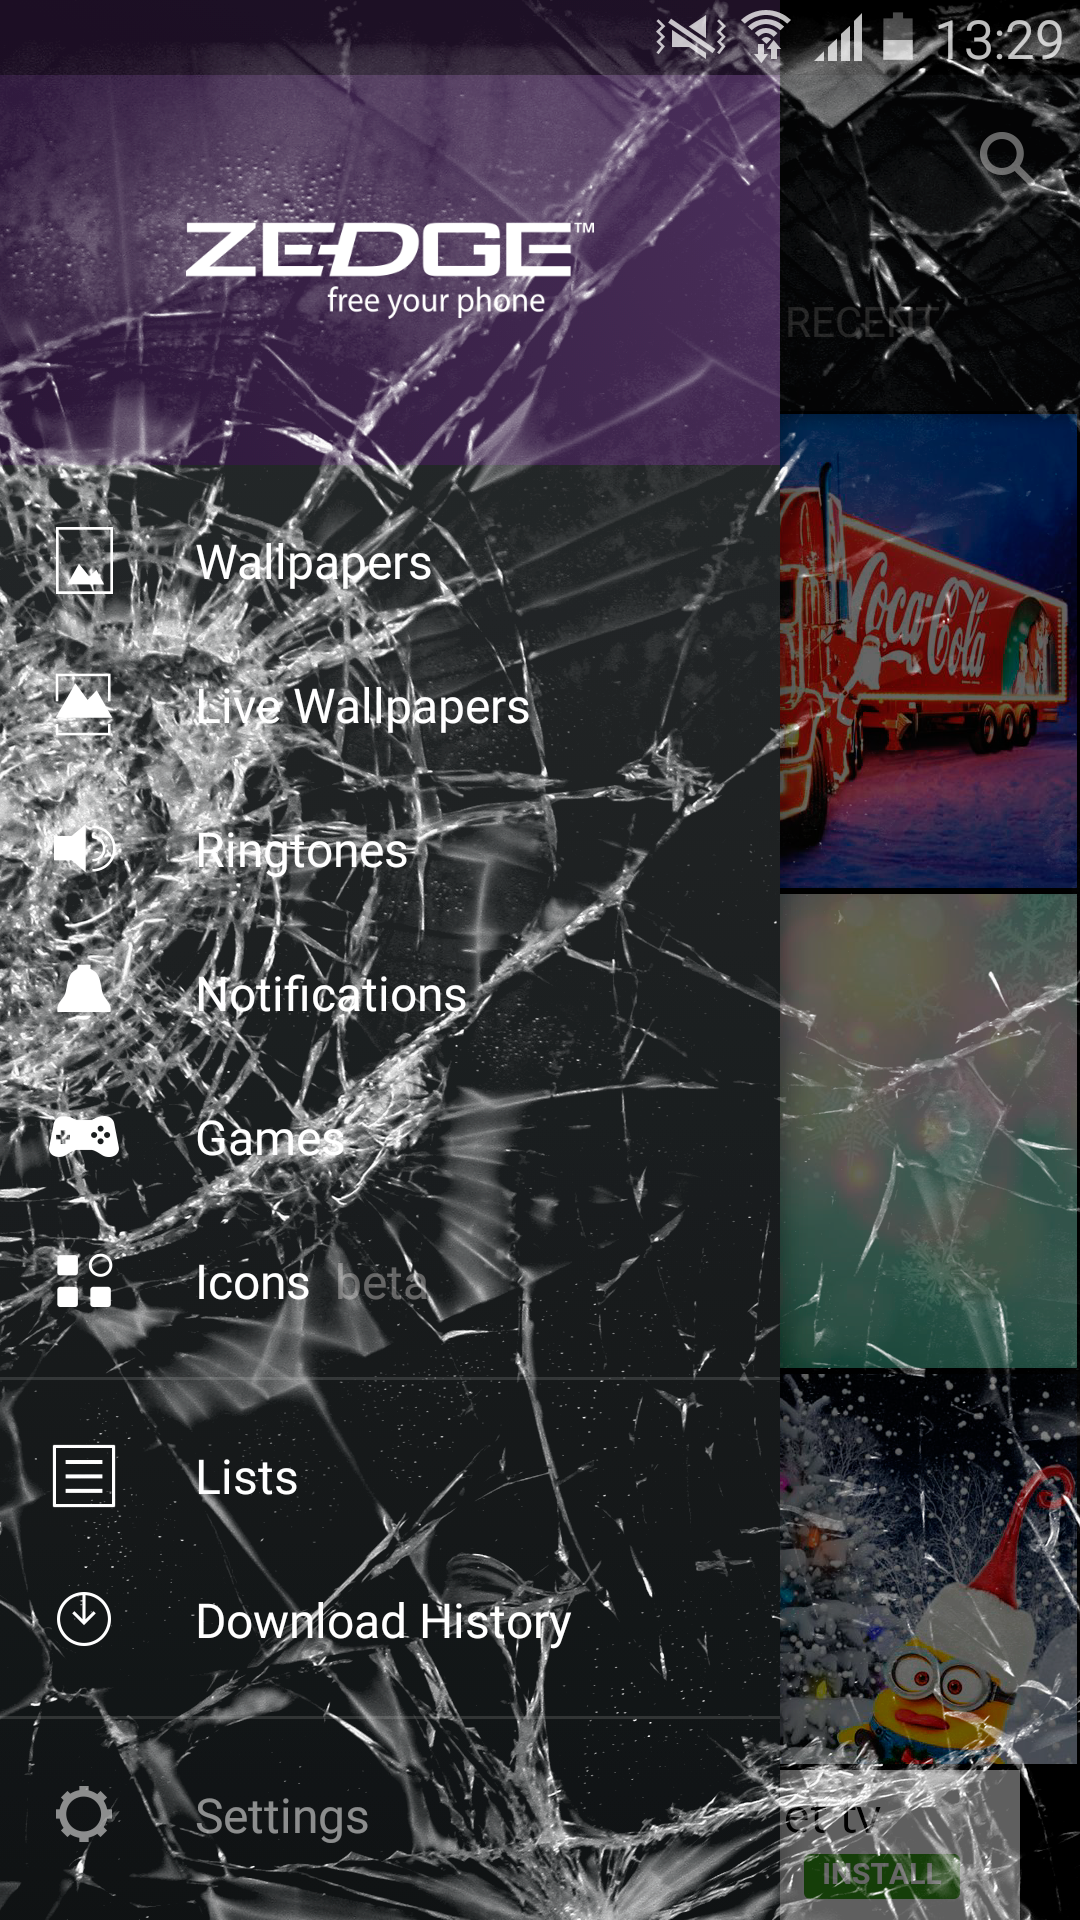 13:29
ZEDGE™
free your phone
RECENT
Wallpapers
Coca-Cola
Live Wallpapers
Ringtones
Notifications
Games
Icons beta
Lists
Download History
Settings
et tv
INSTALL